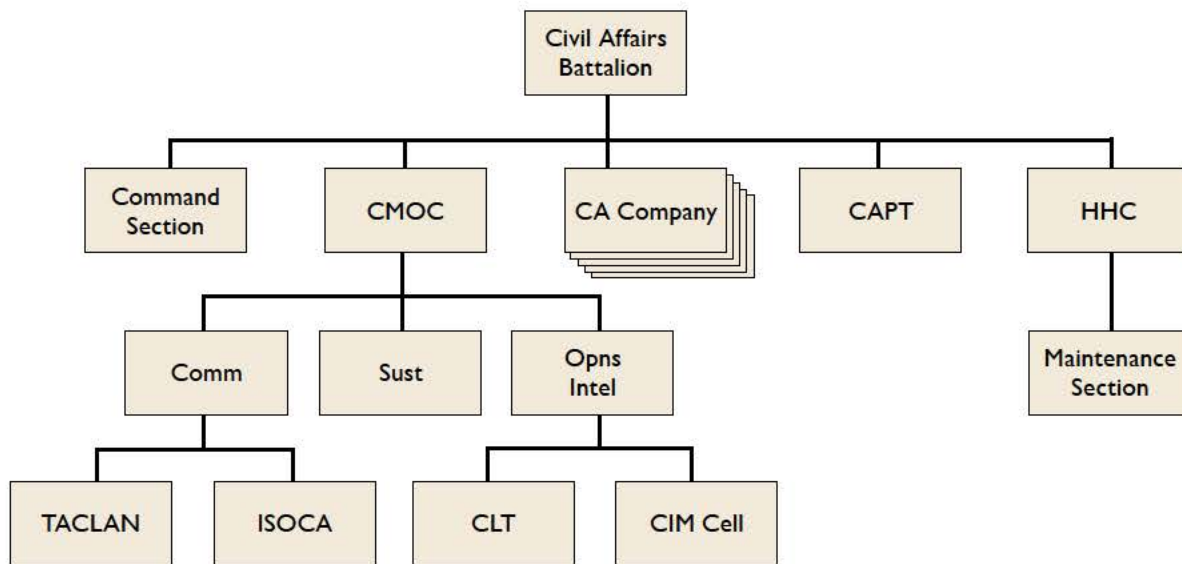 Civil Affairs
Battalion
Command
Section
CMOC
CA Company
CAPT
HHC
Comm
Sust
Opns
Intel
Maintenance
Section
TACLAN
ISOCA
CLT
CIM Cell